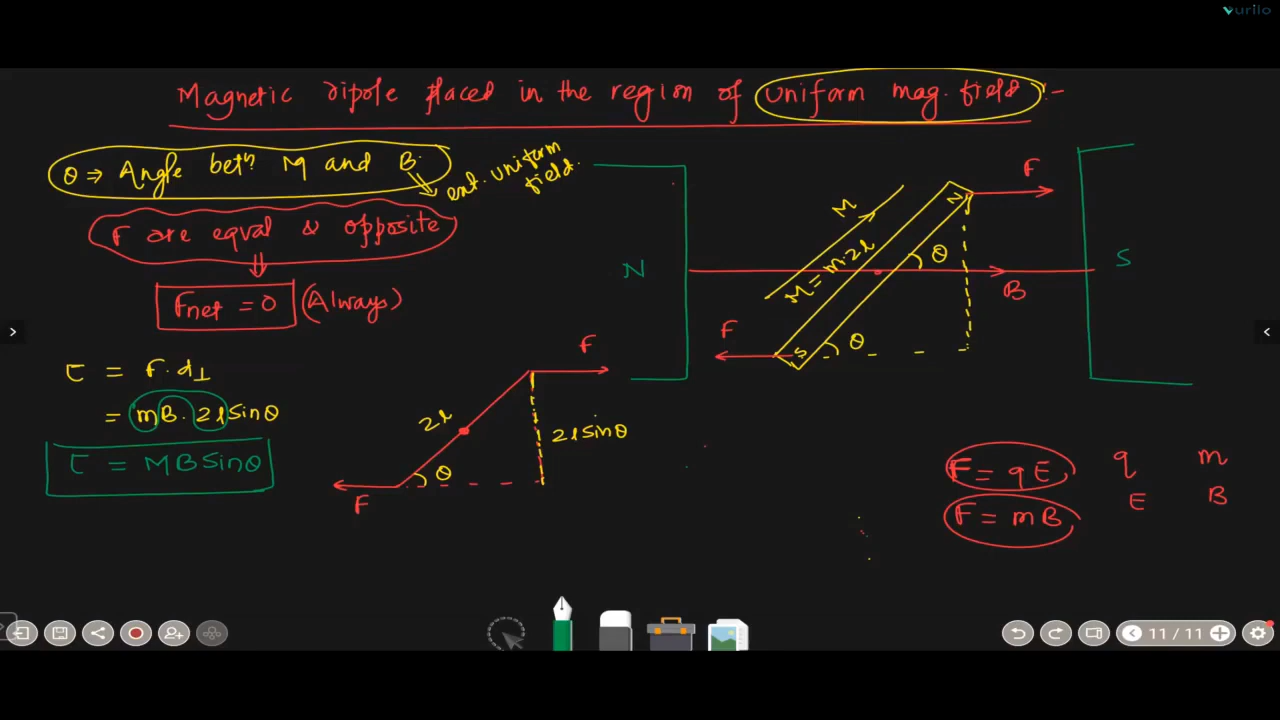 vurilo
Magnetic dipole placed in the region of uniform mag. field :-
θ ⇒ Angle betⁿ M and B.
ext. uniform
field.
F are equal & opposite
Fnet = 0 (Always)
τ = F. d⊥
= mB. 2l sinθ
τ = MB Sinθ
F
2l
θ
2l sinθ
F
N
M
M = m.2l
N
F
θ
B
S
F
S
θ
F = qE
q
m
F = mB
E
B
11 / 11